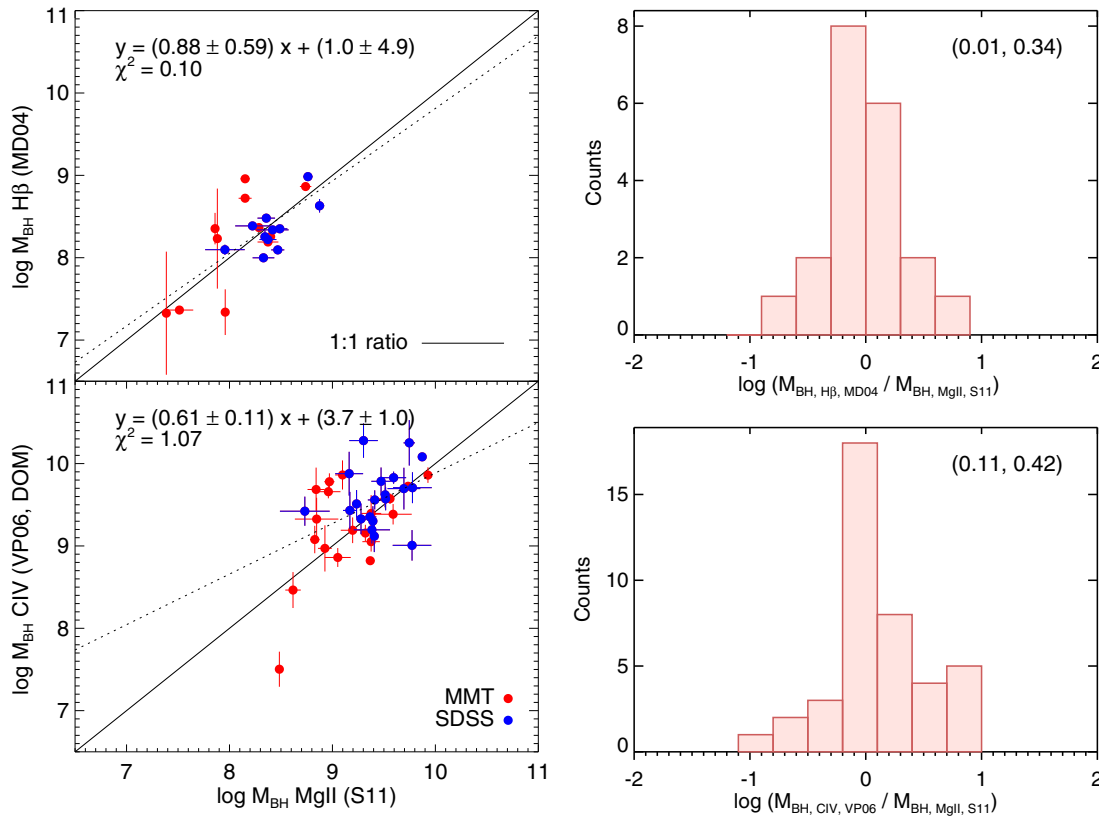 y = (0.88 ± 0.59) x + (1.0 ± 4.9)
χ² = 0.10
11
10
9
8
7
log M_BH Hβ (MD04)
1:1 ratio
y = (0.61 ± 0.11) x + (3.7 ± 1.0)
χ² = 1.07
11
10
9
8
7
log M_BH CIV (VP06, DOM)
MMT
SDSS
7 8 9 10 11
log M_BH MgII (S11)
(0.01, 0.34)
8
6
4
2
0
Counts
-2 -1 0 1 2
log (M_BH, Hβ, MD04 / M_BH, MgII, S11)
(0.11, 0.42)
15
10
5
0
Counts
-2 -1 0 1 2
log (M_BH, CIV, VP06 / M_BH, MgII, S11)